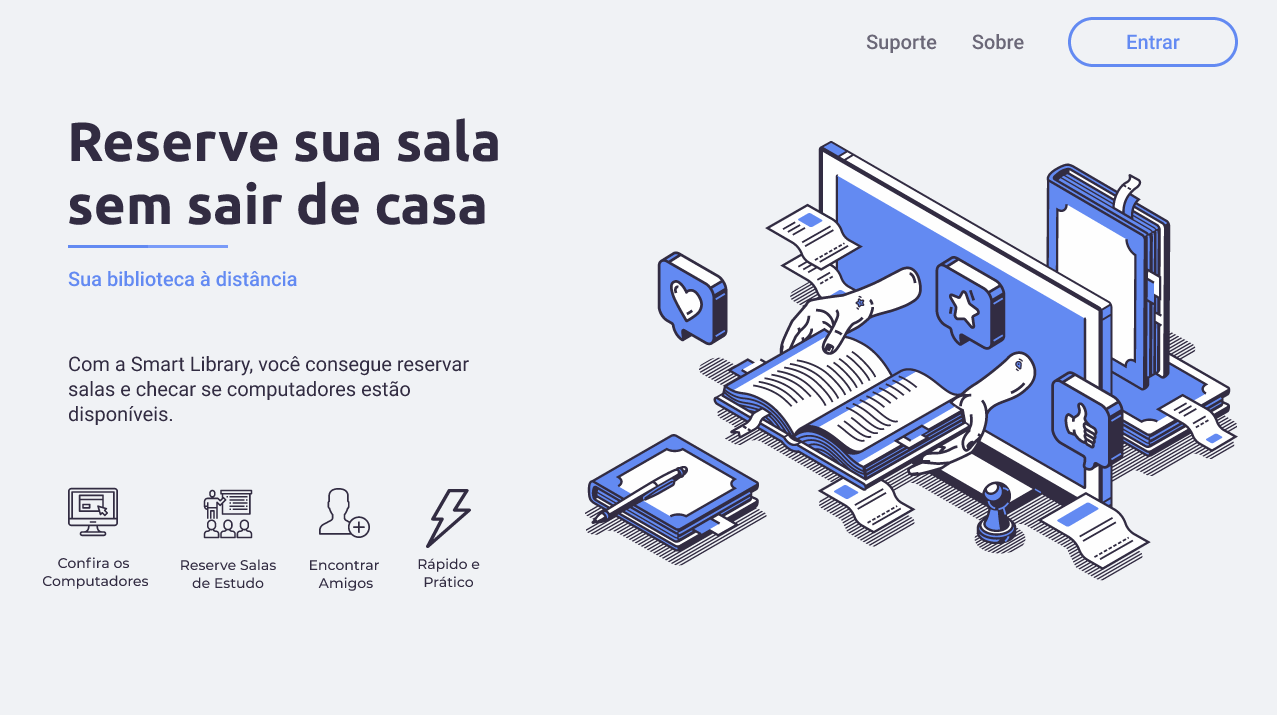 Suporte
Sobre
Entrar
Reserve sua sala
sem sair de casa
Sua biblioteca à distância
Com a Smart Library, você consegue reservar
salas e checar se computadores estão
disponíveis.
Confira os
Computadores
Reserve Salas
de Estudo
Encontrar
Amigos
Rápido e
Prático